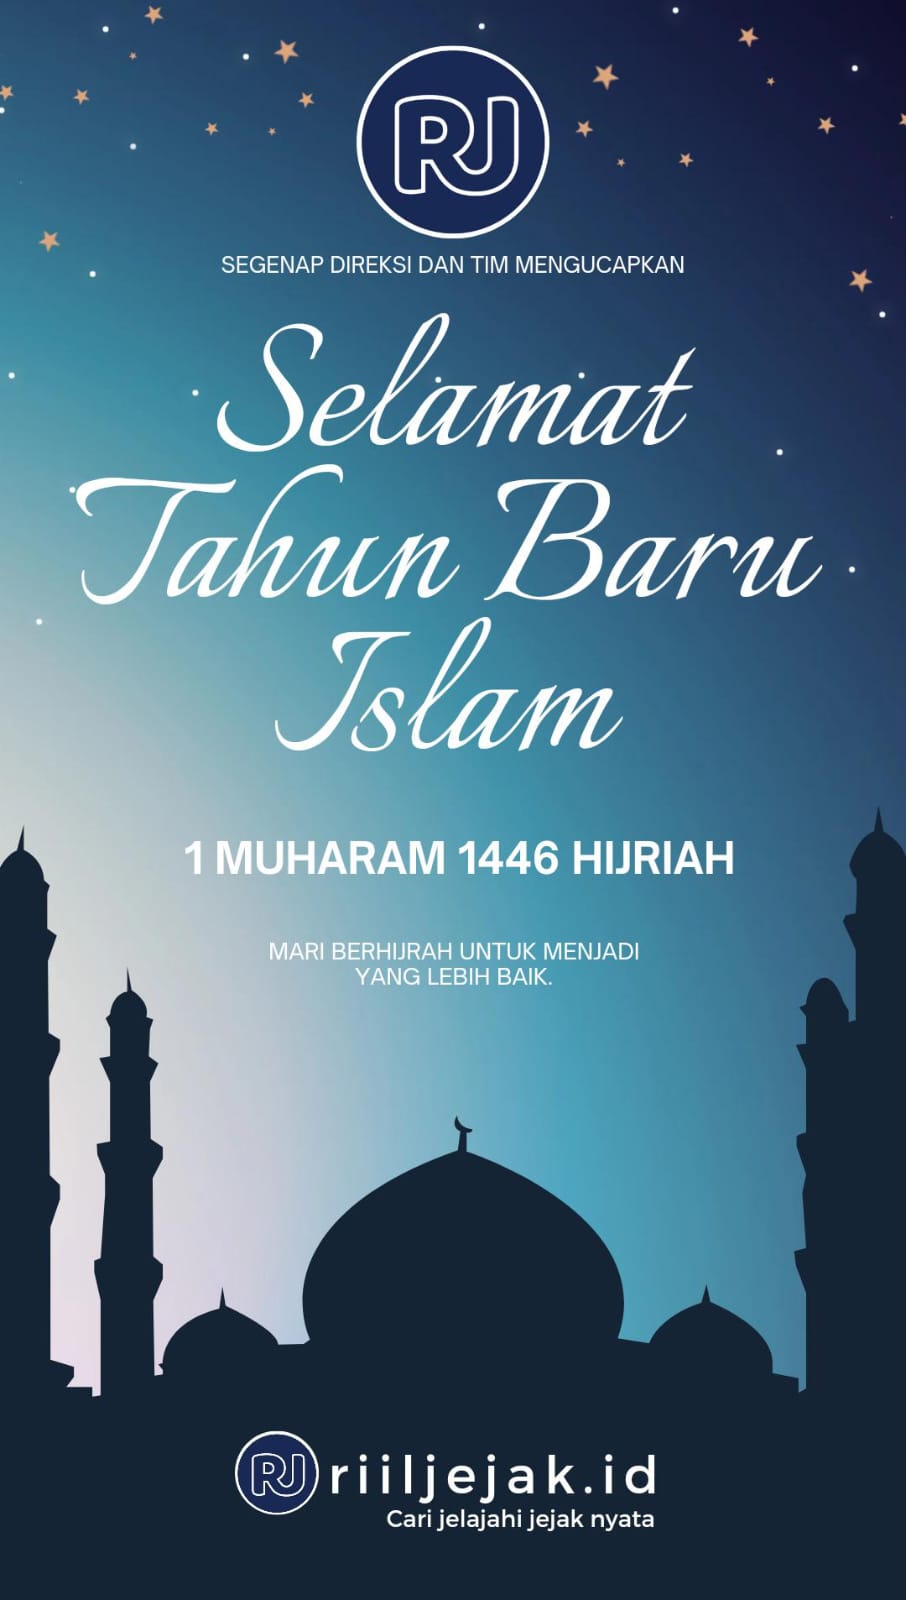 RJ
SEGENAP DIREKSI DAN TIM MENGUCAPKAN
Selamat
Tahun Baru
Islam
1 MUHARAM 1446 HIJRIAH
MARI BERHIJRAH UNTUK MENJADI
YANG LEBIH BAIK.
RJ riiljejak.id
Cari jelajahi jejak nyata